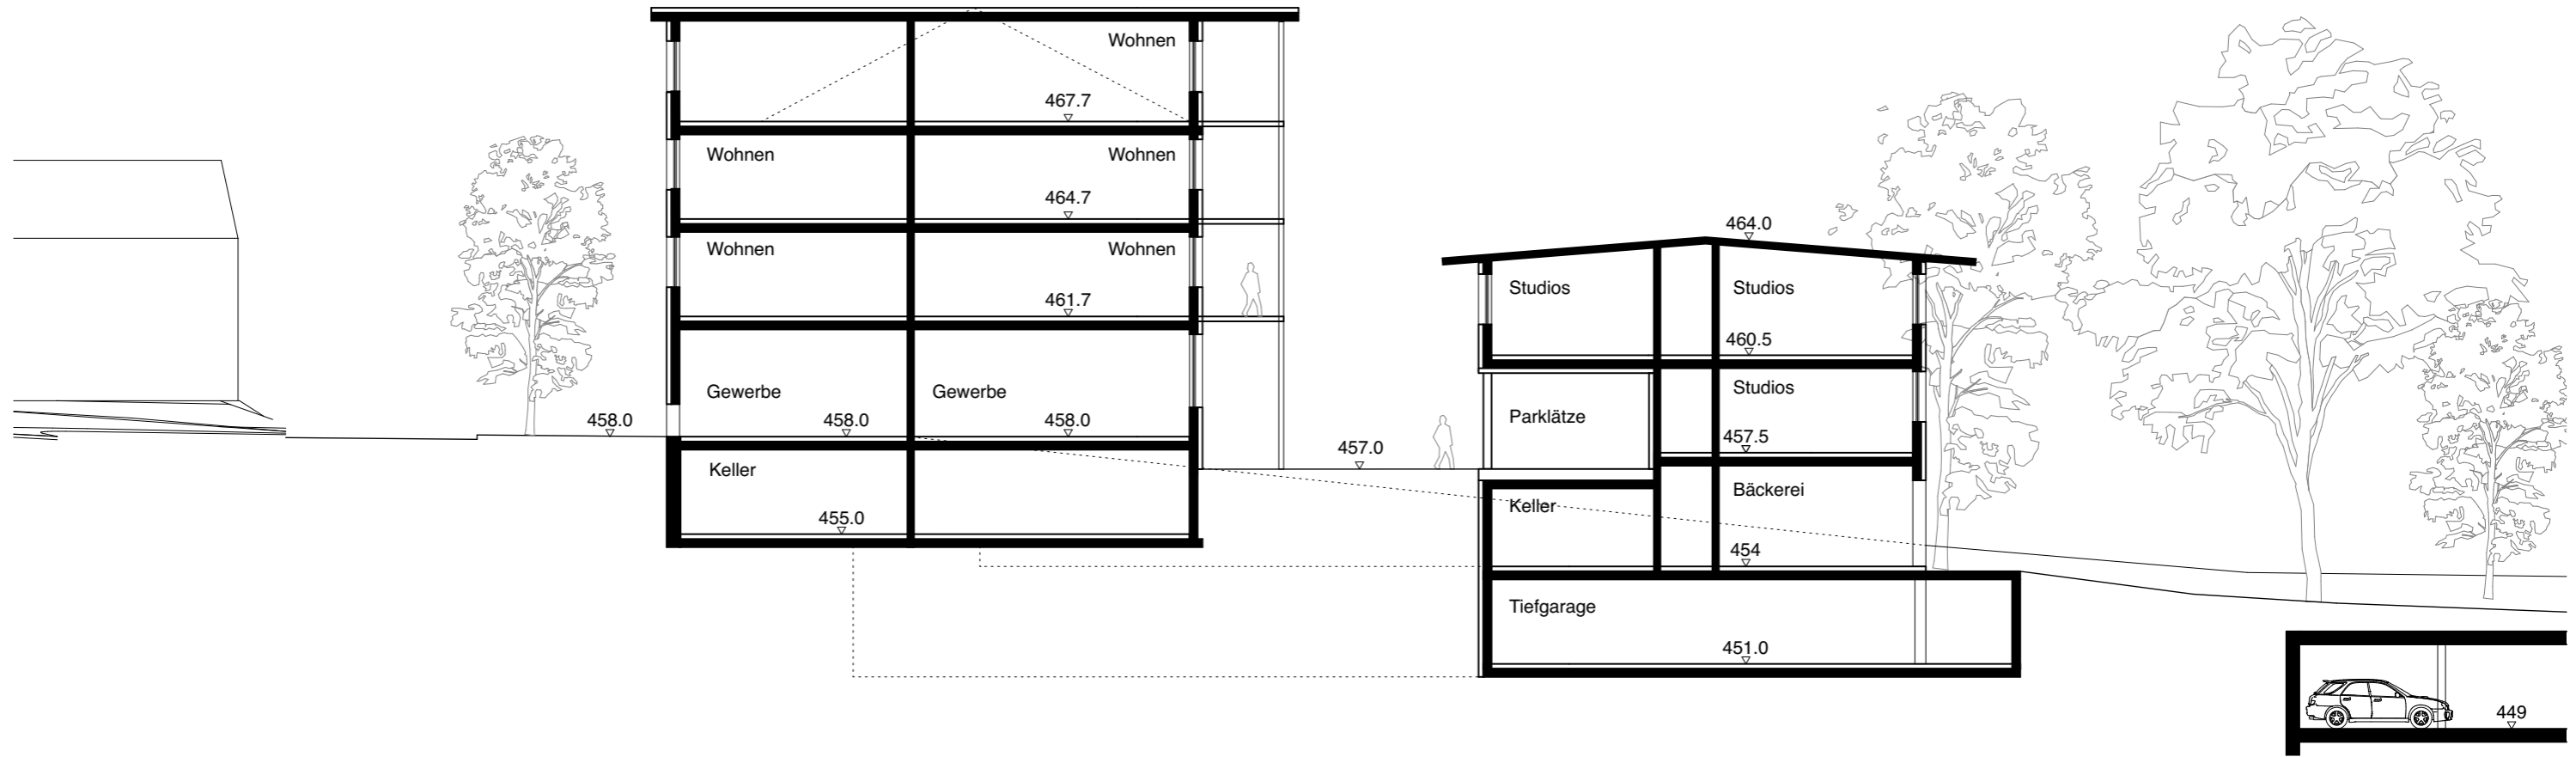 Wohnen
467.7
Wohnen
Wohnen
464.7
Wohnen
Wohnen
461.7
Gewerbe
Gewerbe
458.0
458.0
458.0
Keller
455.0
457.0
464.0
Studios
Studios
460.5
Studios
Parklätze
457.5
Bäckerei
Keller
454
Tiefgarage
451.0
449